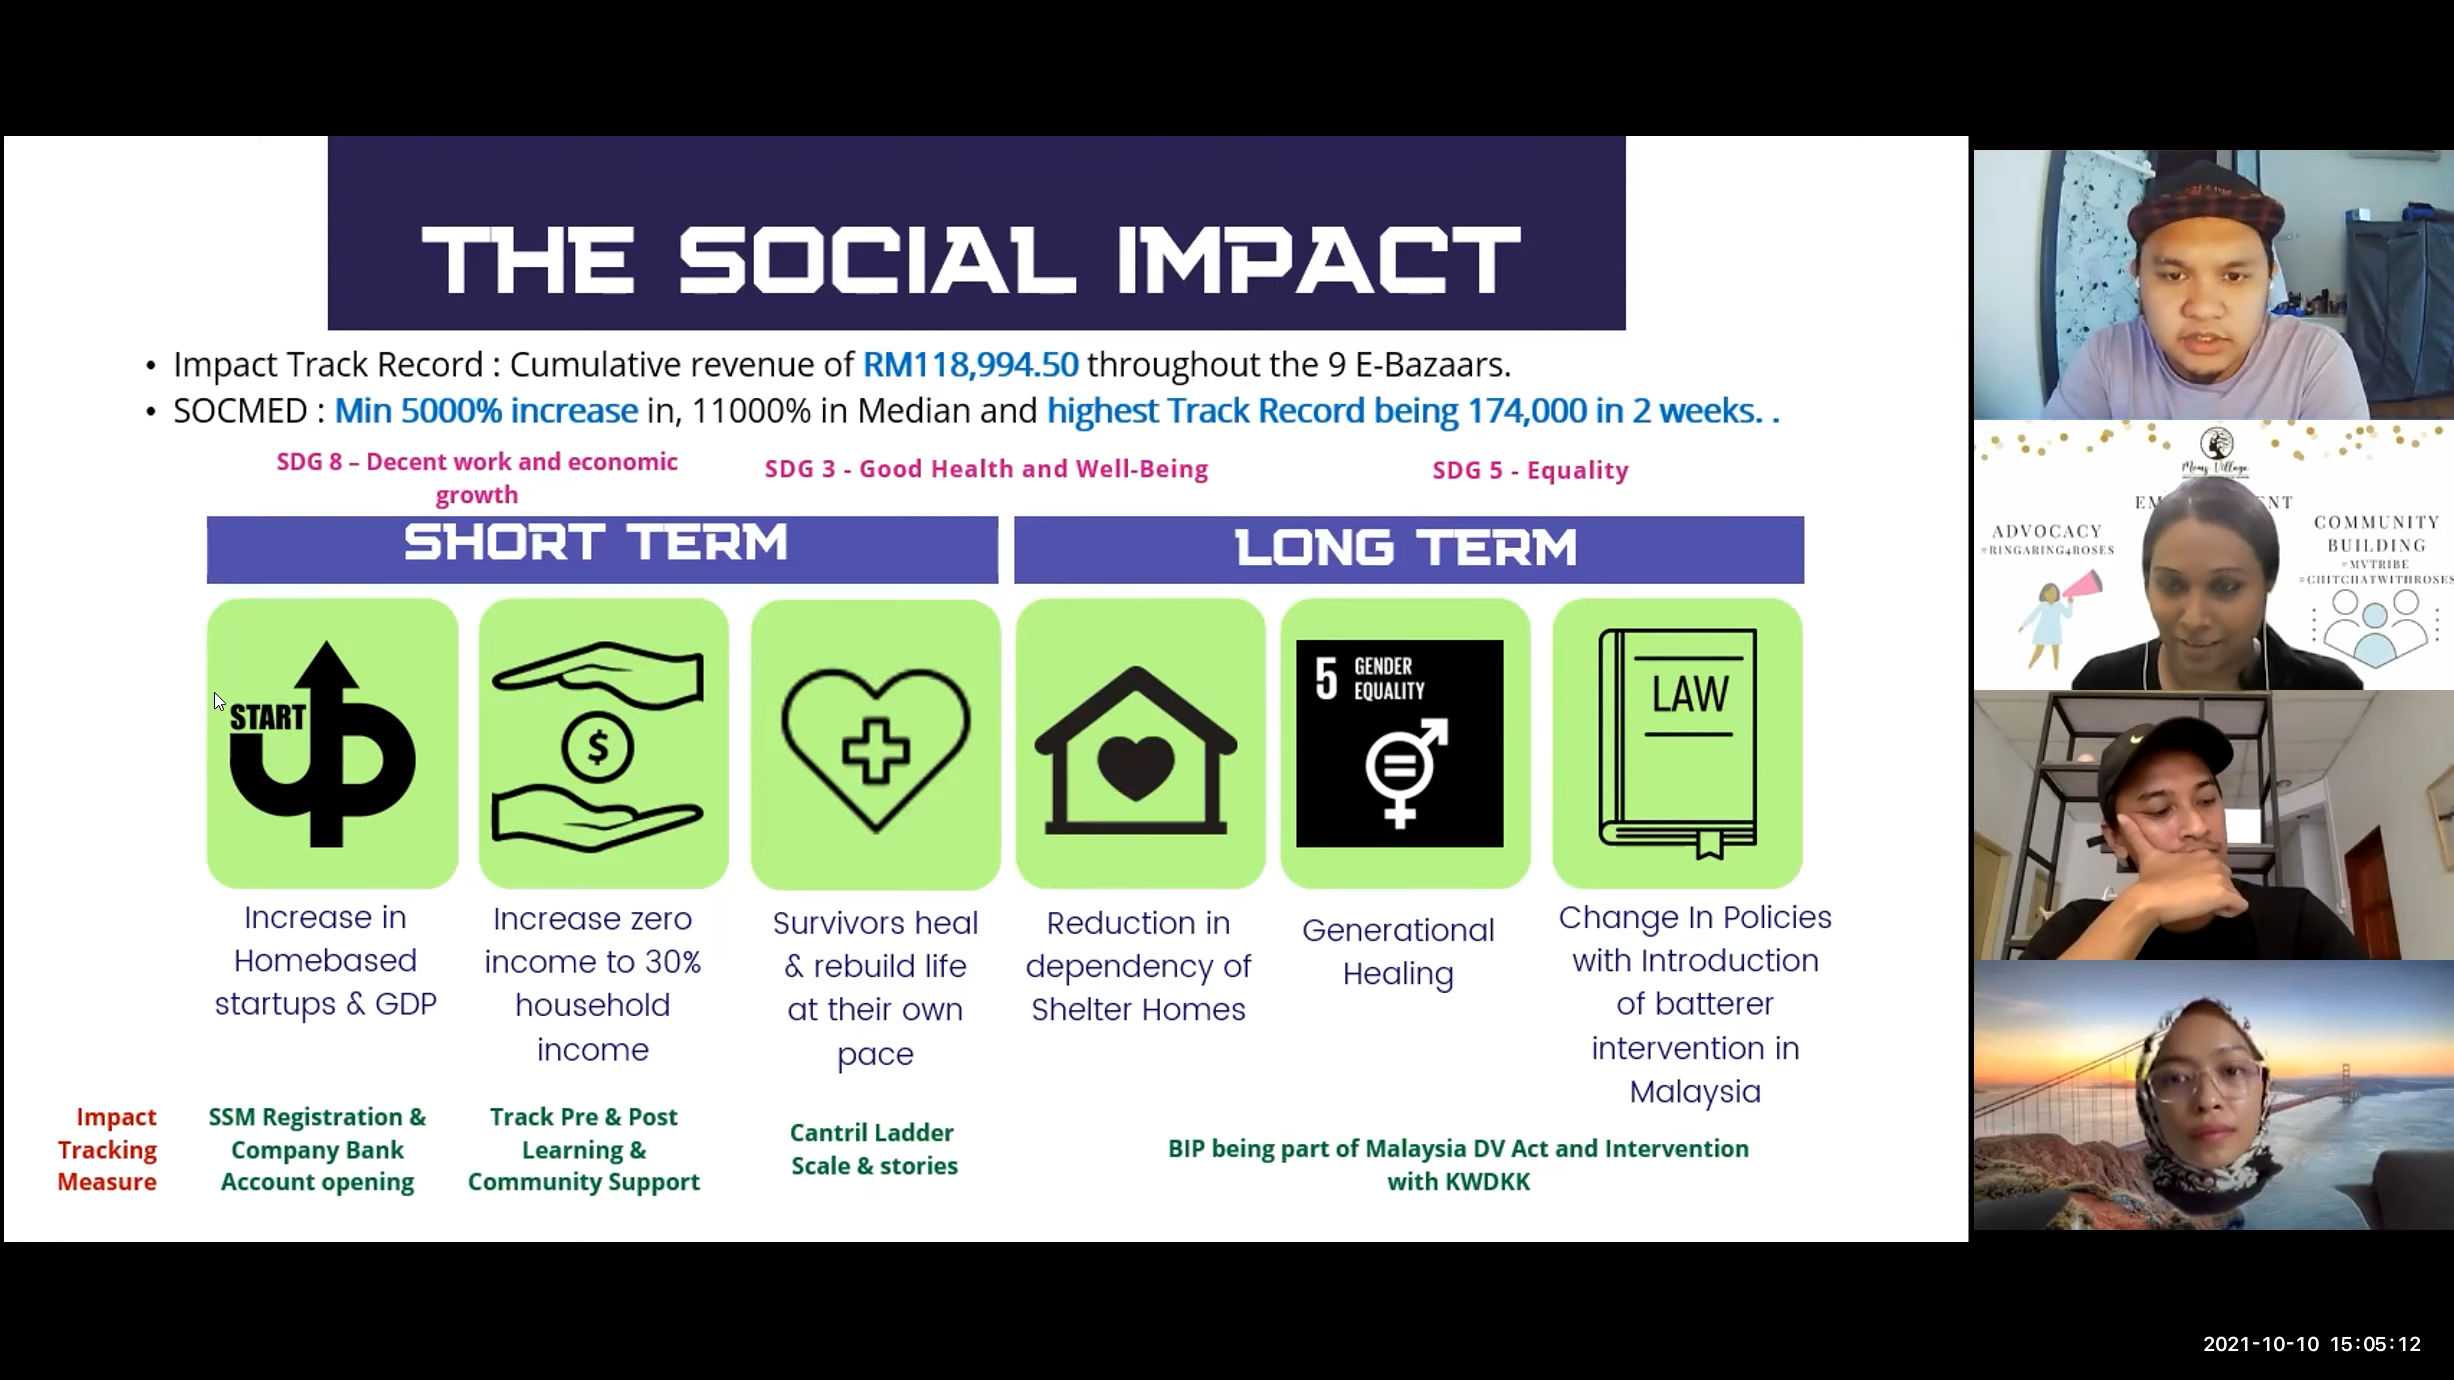 THE SOCIAL IMPACT
• Impact Track Record : Cumulative revenue of RM118,994.50 throughout the 9 E-Bazaars.
• SOCMED : Min 5000% increase in, 11000% in Median and highest Track Record being 174,000 in 2 weeks. .
SDG 8 – Decent work and economic
growth
SDG 3 - Good Health and Well-Being
SDG 5 - Equality
SHORT TERM
LONG TERM
START
UP
$
5 GENDER
EQUALITY
LAW
Increase in
Homebased
startups & GDP
Increase zero
income to 30%
household
income
Survivors heal
& rebuild life
at their own
pace
Reduction in
dependency of
Shelter Homes
Generational
Healing
Change In Policies
with Introduction
of batterer
intervention in
Malaysia
Impact
Tracking
Measure
SSM Registration &
Company Bank
Account opening
Track Pre & Post
Learning &
Community Support
Cantril Ladder
Scale & stories
BIP being part of Malaysia DV Act and Intervention
with KWDKK
Moms Village
ADVOCACY
#RINGARING4ROSES
COMMUNITY
BUILDING
#MVTRIBE
#CHITCHATWITHROSES
2021-10-10 15:05:12